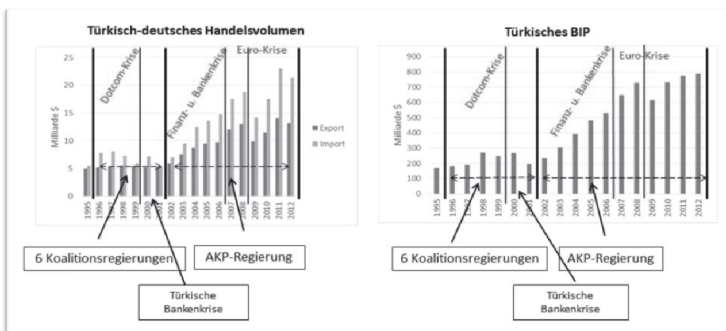 Türkisch-deutsches Handelsvolumen
Milliarde $
25
20
15
10
5
0
Dotcom-Krise
Finanz- u. Bankenkrise
Euro-Krise
Export
Import
1995
1996
1997
1998
1999
2000
2001
2002
2003
2004
2005
2006
2007
2008
2009
2010
2011
2012
6 Koalitionsregierungen
AKP-Regierung
Türkische
Bankenkrise
Türkisches BIP
Milliarde $
900
800
700
600
500
400
300
200
100
0
Dotcom-Krise
Finanz- u. Bankenkrise
Euro-Krise
1995
1996
1997
1998
1999
2000
2001
2002
2003
2004
2005
2006
2007
2008
2009
2010
2011
2012
6 Koalitionsregierungen
AKP-Regierung
Türkische
Bankenkrise